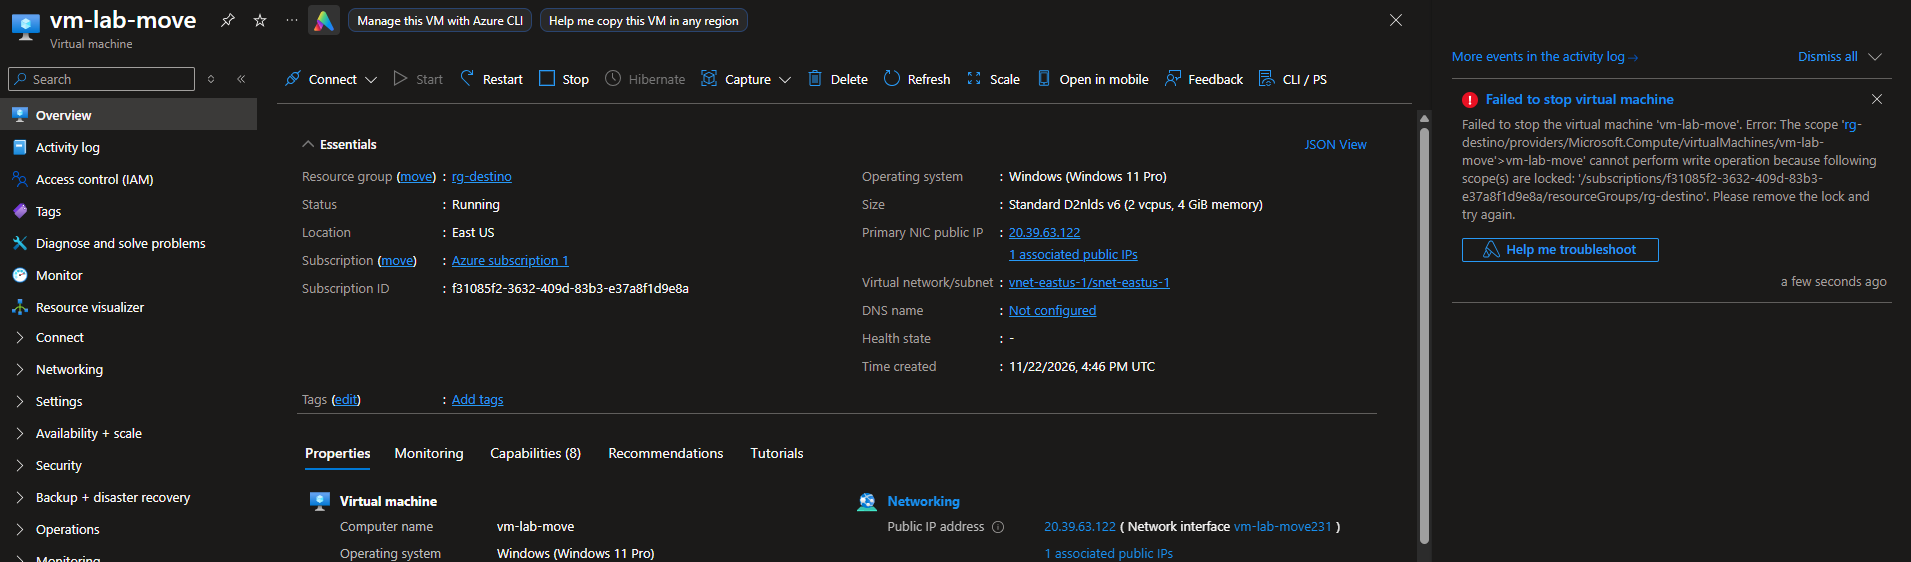 vm-lab-move
Virtual machine
Manage this VM with Azure CLI
Help me copy this VM in any region
Search
Overview
Activity log
Access control (IAM)
Tags
Diagnose and solve problems
Monitor
Resource visualizer
Connect
Networking
Settings
Availability + scale
Security
Backup + disaster recovery
Operations
Monitoring
Connect
Start
Restart
Stop
Hibernate
Capture
Delete
Refresh
Scale
Open in mobile
Feedback
CLI / PS
Essentials
JSON View
Resource group (move) : rg-destino
Status : Running
Location : East US
Subscription (move) : Azure subscription 1
Subscription ID : f31085f2-3632-409d-83b3-e37a8f1d9e8a
Operating system : Windows (Windows 11 Pro)
Size : Standard D2nlds v6 (2 vcpus, 4 GiB memory)
Primary NIC public IP : 20.39.63.122
1 associated public IPs
Virtual network/subnet : vnet-eastus-1/snet-eastus-1
DNS name : Not configured
Health state : -
Time created : 11/22/2026, 4:46 PM UTC
Tags (edit) : Add tags
Properties
Monitoring
Capabilities (8)
Recommendations
Tutorials
Virtual machine
Computer name vm-lab-move
Operating system Windows (Windows 11 Pro)
Networking
Public IP address 20.39.63.122 ( Network interface vm-lab-move231 )
1 associated public IPs
More events in the activity log →
Dismiss all
Failed to stop virtual machine
Failed to stop the virtual machine 'vm-lab-move'. Error: The scope 'rg-
destino/providers/Microsoft.Compute/virtualMachines/vm-lab-
move'>vm-lab-move' cannot perform write operation because following
scope(s) are locked: '/subscriptions/f31085f2-3632-409d-83b3-
e37a8f1d9e8a/resourceGroups/rg-destino'. Please remove the lock and
try again.
Help me troubleshoot
a few seconds ago